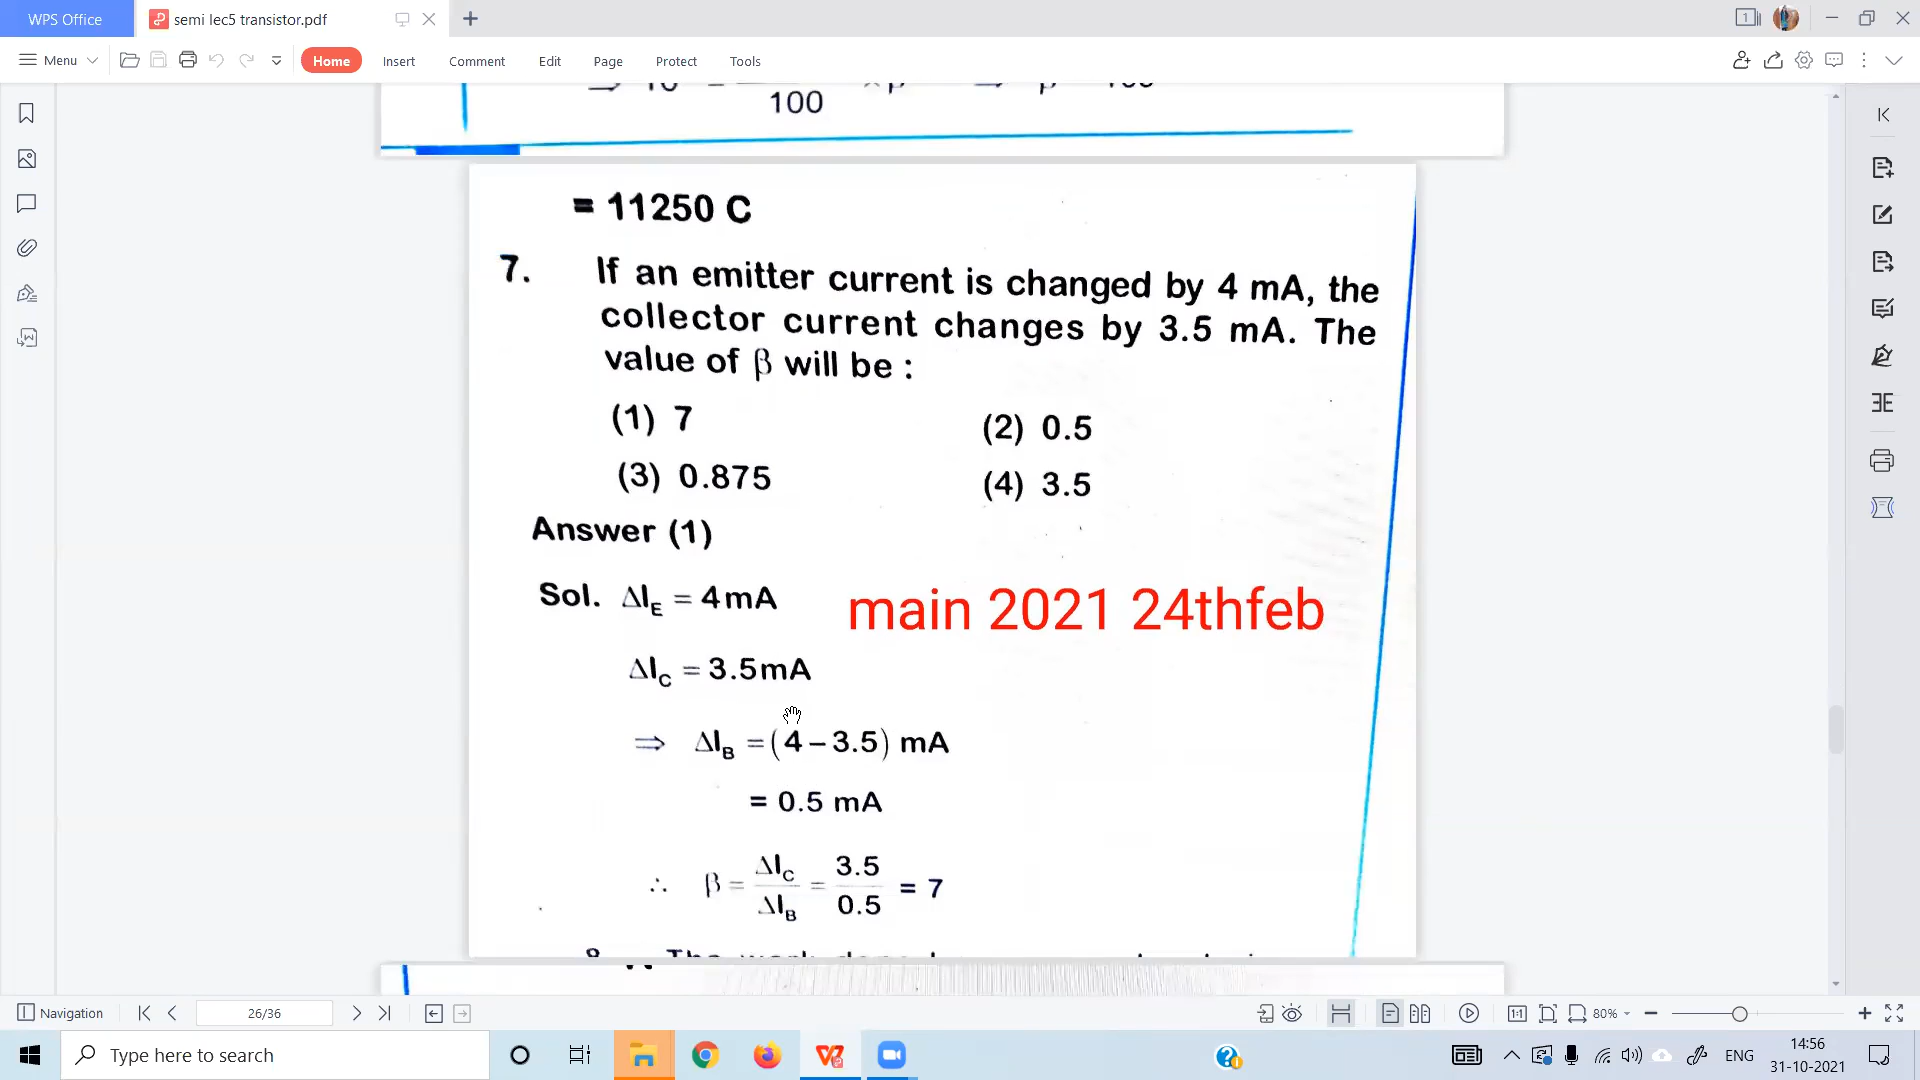 WPS Office
semi lec5 transistor.pdf
Menu
Home
Insert
Comment
Edit
Page
Protect
Tools
100
= 11250 C
7. If an emitter current is changed by 4 mA, the
collector current changes by 3.5 mA. The
value of β will be :
(1) 7 (2) 0.5
(3) 0.875 (4) 3.5
Answer (1)
Sol. ΔI_E = 4mA
main 2021 24thfeb
ΔI_C = 3.5mA
⇒ ΔI_B = (4 – 3.5) mA
= 0.5 mA
∴ β = ΔI_C / ΔI_B = 3.5 / 0.5 = 7
Navigation
26/36
1:1
80%
Type here to search
ENG
14:56
31-10-2021